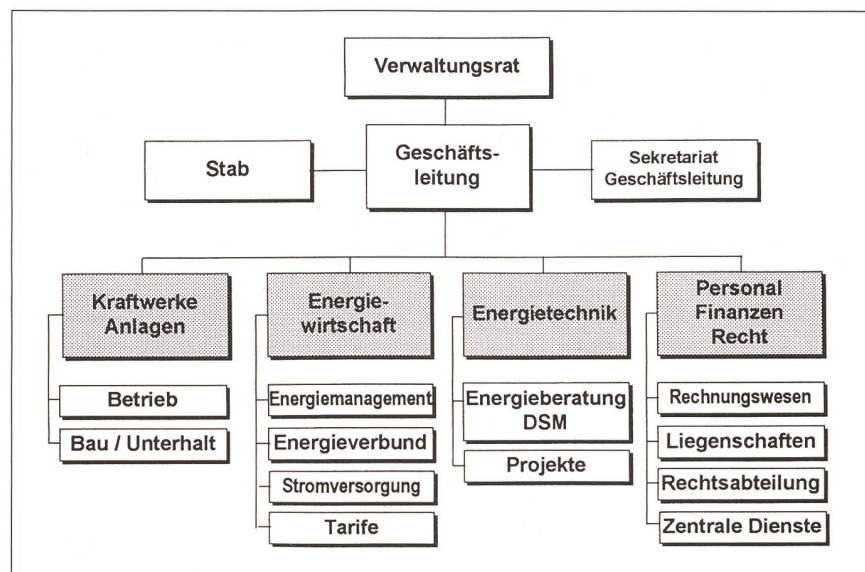 Verwaltungsrat
Stab
Geschäfts-
leitung
Sekretariat
Geschäftsleitung
Kraftwerke
Anlagen
Betrieb
Bau / Unterhalt
Energie-
wirtschaft
Energiemanagement
Energieverbund
Stromversorgung
Tarife
Energietechnik
Energieberatung
DSM
Projekte
Personal
Finanzen
Recht
Rechnungswesen
Liegenschaften
Rechtsabteilung
Zentrale Dienste